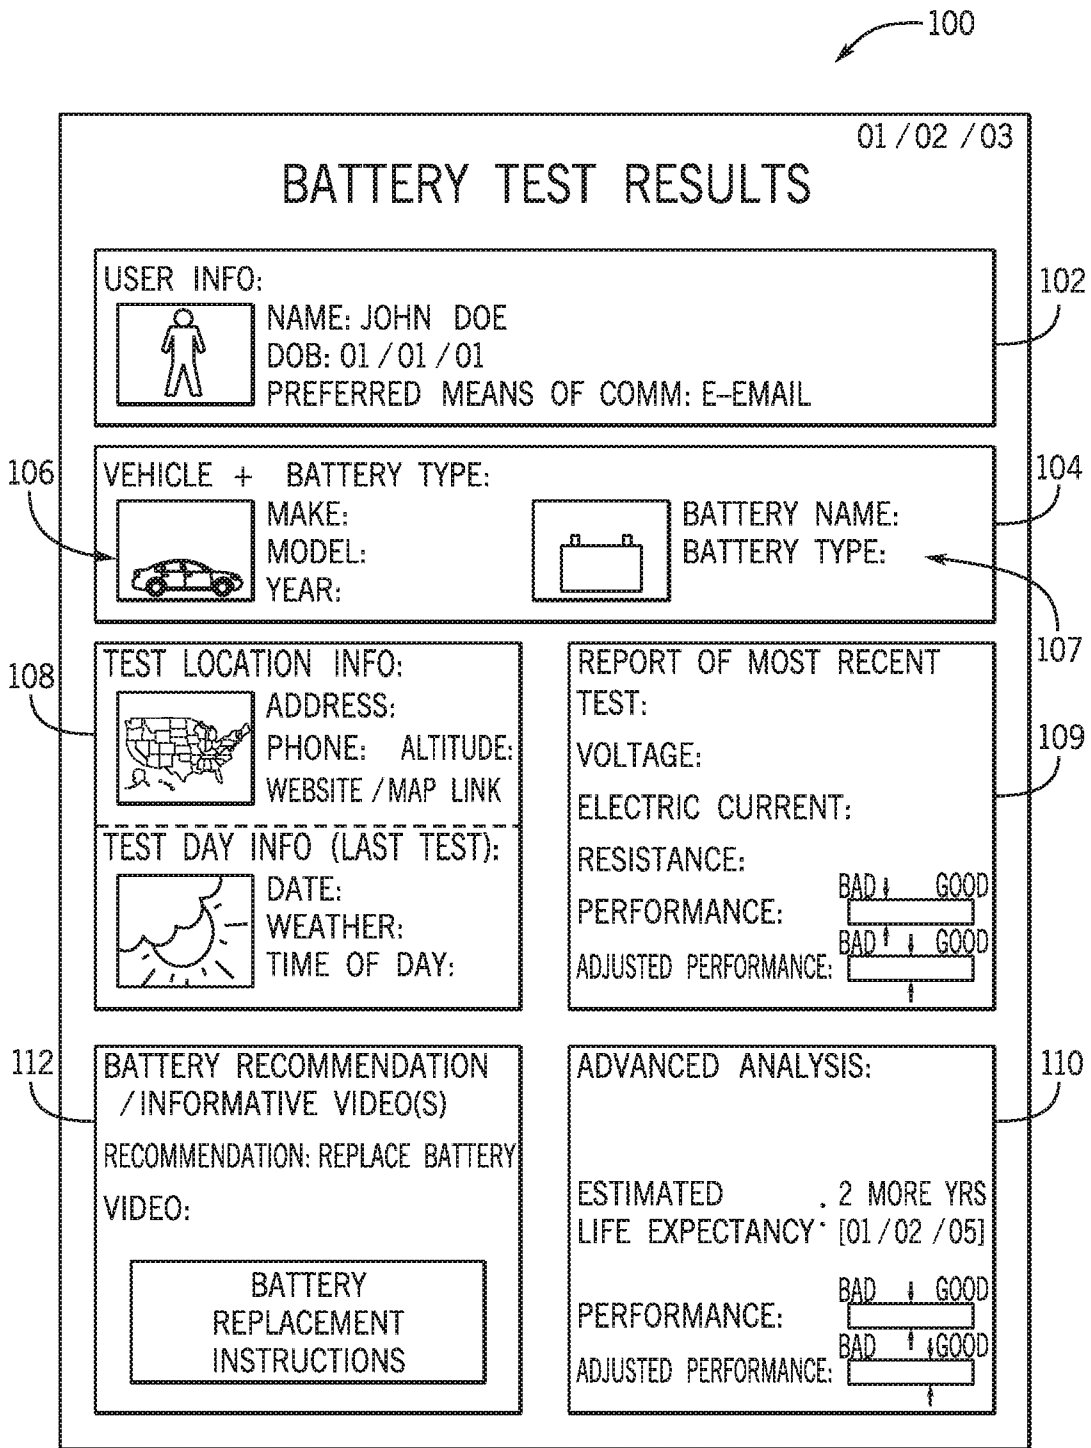 100
01 / 02 / 03
BATTERY TEST RESULTS
USER INFO:
NAME: JOHN DOE
DOB: 01 / 01 / 01
PREFERRED MEANS OF COMM: E-EMAIL
102
106
VEHICLE + BATTERY TYPE:
MAKE:
MODEL:
YEAR:
BATTERY NAME:
BATTERY TYPE:
104
107
108
TEST LOCATION INFO:
ADDRESS:
PHONE: ALTITUDE:
WEBSITE / MAP LINK
TEST DAY INFO (LAST TEST):
DATE:
WEATHER:
TIME OF DAY:
REPORT OF MOST RECENT
TEST:
VOLTAGE:
ELECTRIC CURRENT:
RESISTANCE:
BAD GOOD
PERFORMANCE:
BAD GOOD
ADJUSTED PERFORMANCE:
109
112
BATTERY RECOMMENDATION
/ INFORMATIVE VIDEO(S)
RECOMMENDATION: REPLACE BATTERY
VIDEO:
BATTERY
REPLACEMENT
INSTRUCTIONS
ADVANCED ANALYSIS:
ESTIMATED : 2 MORE YRS
LIFE EXPECTANCY [01 / 02 / 05]
BAD GOOD
PERFORMANCE:
BAD GOOD
ADJUSTED PERFORMANCE:
110